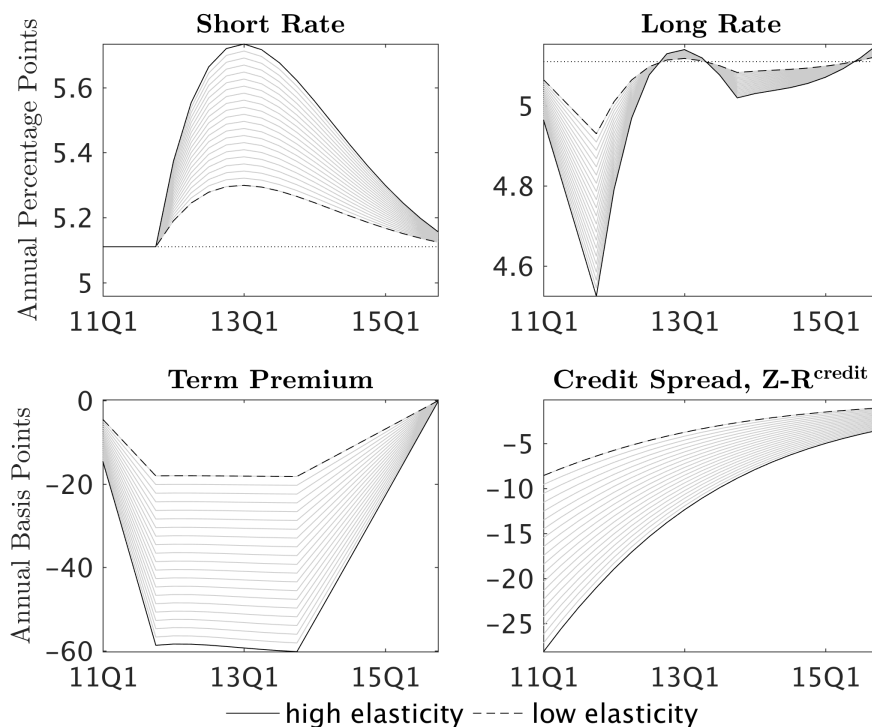 Short Rate
Long Rate
Annual Percentage Points
5.6
5.4
5.2
5
5
4.8
4.6
11Q1 13Q1 15Q1
11Q1 13Q1 15Q1
Term Premium
Credit Spread, Z-R^credit
Annual Basis Points
0
-20
-40
-60
-5
-10
-15
-20
-25
11Q1 13Q1 15Q1
11Q1 13Q1 15Q1
high elasticity low elasticity